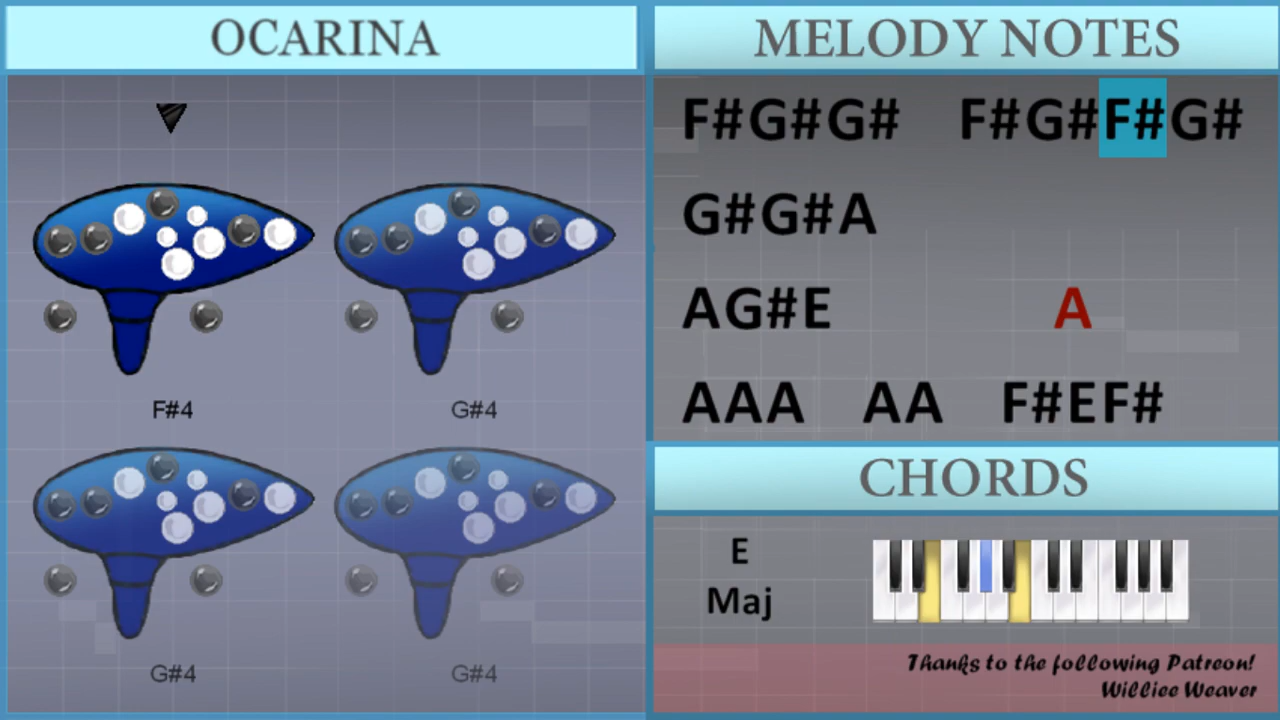 OCARINA
F#4
G#4
G#4
G#4
MELODY NOTES
F#G#G# F#G#F#G#
G#G#A
AG#E A
AAA AA F#EF#
CHORDS
E
Maj
Thanks to the following Patreon!
Williee Weaver